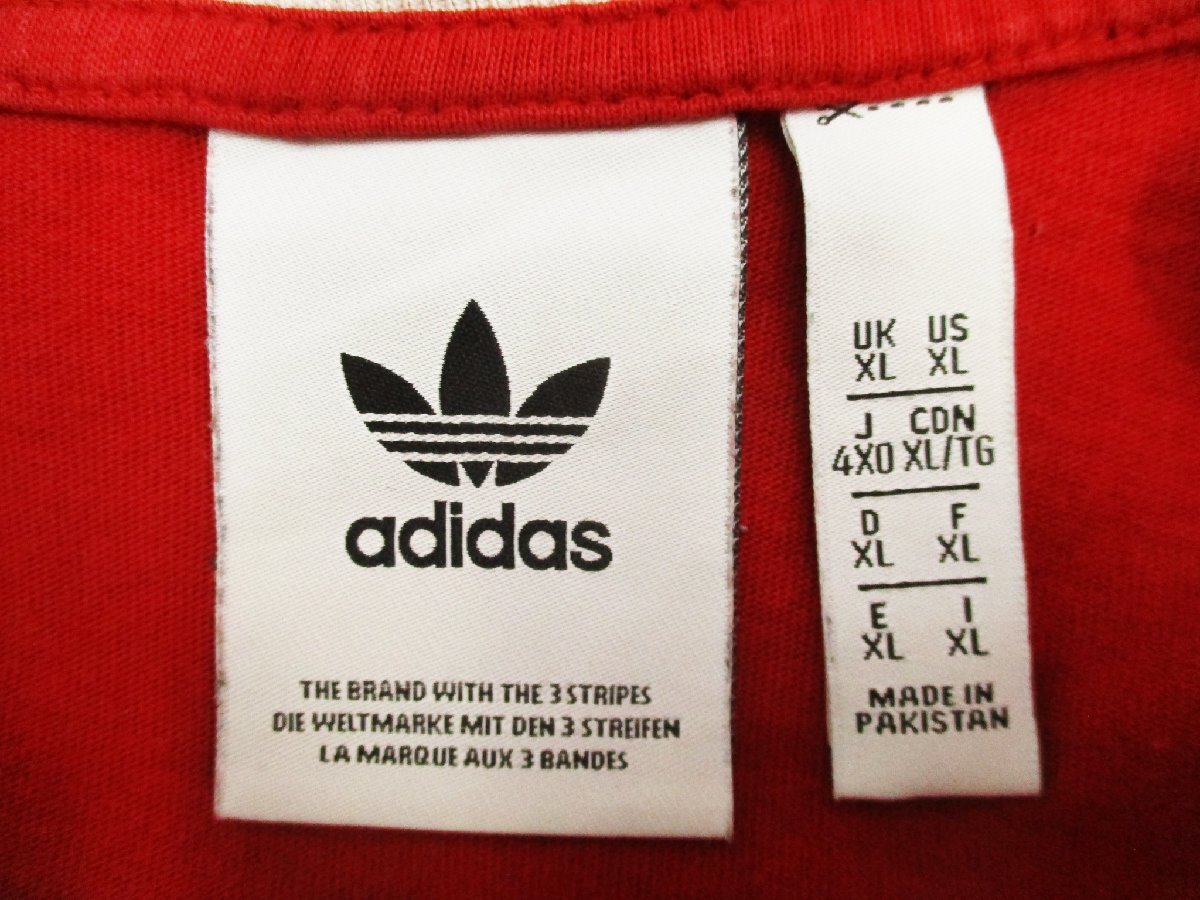 adidas
THE BRAND WITH THE 3 STRIPES
DIE WELTMARKE MIT DEN 3 STREIFEN
LA MARQUE AUX 3 BANDES
UK US
XL XL
J CDN
4XO XL/TG
D F
XL XL
E I
XL XL
MADE IN
PAKISTAN